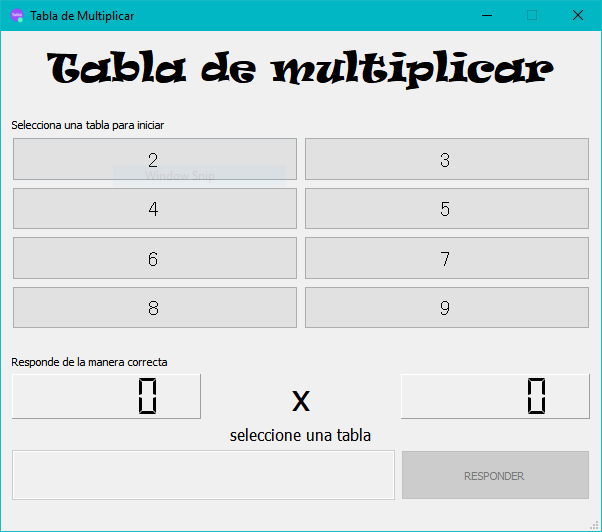 Tabla de Multiplicar
Tabla de multiplicar
Selecciona una tabla para iniciar
2 3
Window Snip
4 5
6 7
8 9
Responde de la manera correcta
0 x 0
seleccione una tabla
RESPONDER